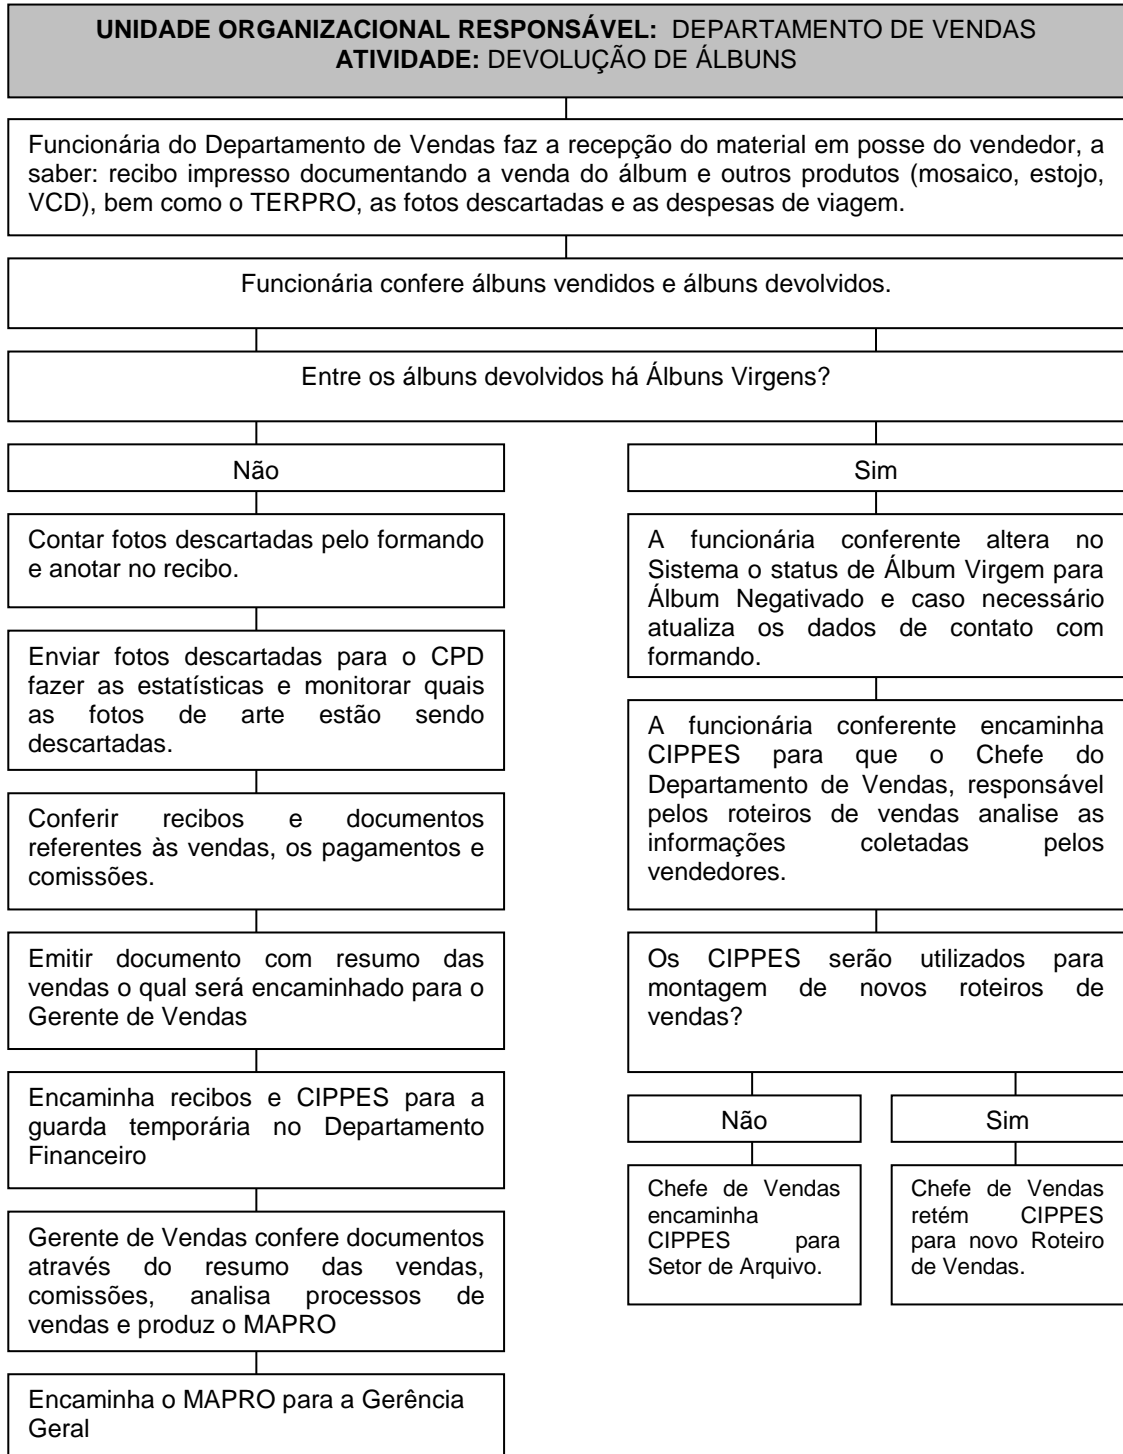 UNIDADE ORGANIZACIONAL RESPONSÁVEL: DEPARTAMENTO DE VENDAS
ATIVIDADE: DEVOLUÇÃO DE ÁLBUNS
Funcionária do Departamento de Vendas faz a recepção do material em posse do vendedor, a
saber: recibo impresso documentando a venda do álbum e outros produtos (mosaico, estojo,
VCD), bem como o TERPRO, as fotos descartadas e as despesas de viagem.
Funcionária confere álbuns vendidos e álbuns devolvidos.
Entre os álbuns devolvidos há Álbuns Virgens?
Não
Contar fotos descartadas pelo formando
e anotar no recibo.
Enviar fotos descartadas para o CPD
fazer as estatísticas e monitorar quais
as fotos de arte estão sendo
descartadas.
Conferir recibos e documentos
referentes às vendas, os pagamentos e
comissões.
Emitir documento com resumo das
vendas o qual será encaminhado para o
Gerente de Vendas
Encaminha recibos e CIPPES para a
guarda temporária no Departamento
Financeiro
Gerente de Vendas confere documentos
através do resumo das vendas,
comissões, analisa processos de
vendas e produz o MAPRO
Encaminha o MAPRO para a Gerência
Geral
Sim
A funcionária conferente altera no
Sistema o status de Álbum Virgem para
Álbum Negativado e caso necessário
atualiza os dados de contato com
formando.
A funcionária conferente encaminha
CIPPES para que o Chefe do
Departamento de Vendas, responsável
pelos roteiros de vendas analise as
informações coletadas pelos
vendedores.
Os CIPPES serão utilizados para
montagem de novos roteiros de
vendas?
Não
Chefe de Vendas
encaminha
CIPPES para
Setor de Arquivo.
Sim
Chefe de Vendas
retém CIPPES
para novo Roteiro
de Vendas.